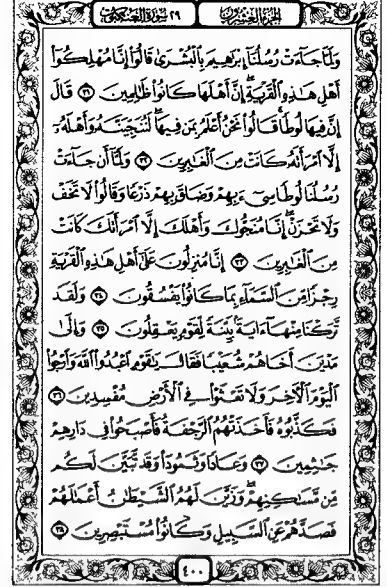 الجزء العشرون ٢٩ سورة العنكبوت
وَلَمَّا جَآءَتْ رُسُلُنَآ إِبْرَٰهِيمَ بِٱلْبُشْرَىٰ قَالُوٓا۟ إِنَّا مُهْلِكُوٓا۟
أَهْلِ هَٰذِهِ ٱلْقَرْيَةِ ۖ إِنَّ أَهْلَهَا كَانُوا۟ ظَٰلِمِينَ ٣١ قَالَ
إِنَّ فِيهَا لُوطًا ۚ قَالُوا۟ نَحْنُ أَعْلَمُ بِمَن فِيهَا ۖ لَنُنَجِّيَنَّهُۥ وَأَهْلَهُۥٓ
إِلَّا ٱمْرَأَتَهُۥ كَانَتْ مِنَ ٱلْغَٰبِرِينَ ٣٢ وَلَمَّآ أَن جَآءَتْ
رُسُلُنَا لُوطًا سِىٓءَ بِهِمْ وَضَاقَ بِهِمْ ذَرْعًا وَقَالُوا۟ لَا تَخَفْ
وَلَا تَحْزَنْ ۖ إِنَّا مُنَجُّوكَ وَأَهْلَكَ إِلَّا ٱمْرَأَتَكَ كَانَتْ
مِنَ ٱلْغَٰبِرِينَ ٣٣ إِنَّا مُنزِلُونَ عَلَىٰٓ أَهْلِ هَٰذِهِ ٱلْقَرْيَةِ
رِجْزًا مِّنَ ٱلسَّمَآءِ بِمَا كَانُوا۟ يَفْسُقُونَ ٣٤ وَلَقَد
تَّرَكْنَا مِنْهَآ ءَايَةًۢ بَيِّنَةً لِّقَوْمٍ يَعْقِلُونَ ٣٥ وَإِلَىٰ
مَدْيَنَ أَخَاهُمْ شُعَيْبًا فَقَالَ يَٰقَوْمِ ٱعْبُدُوا۟ ٱللَّهَ وَٱرْجُوا۟
ٱلْيَوْمَ ٱلْءَاخِرَ وَلَا تَعْثَوْا۟ فِى ٱلْأَرْضِ مُفْسِدِينَ ٣٦
فَكَذَّبُوهُ فَأَخَذَتْهُمُ ٱلرَّجْفَةُ فَأَصْبَحُوا۟ فِى دَارِهِمْ
جَٰثِمِينَ ٣٧ وَعَادًا وَثَمُودَا۟ وَقَد تَّبَيَّنَ لَكُم
مِّن مَّسَٰكِنِهِمْ ۖ وَزَيَّنَ لَهُمُ ٱلشَّيْطَٰنُ أَعْمَٰلَهُمْ
فَصَدَّهُمْ عَنِ ٱلسَّبِيلِ وَكَانُوا۟ مُسْتَبْصِرِينَ ٣٨
٤٠٠